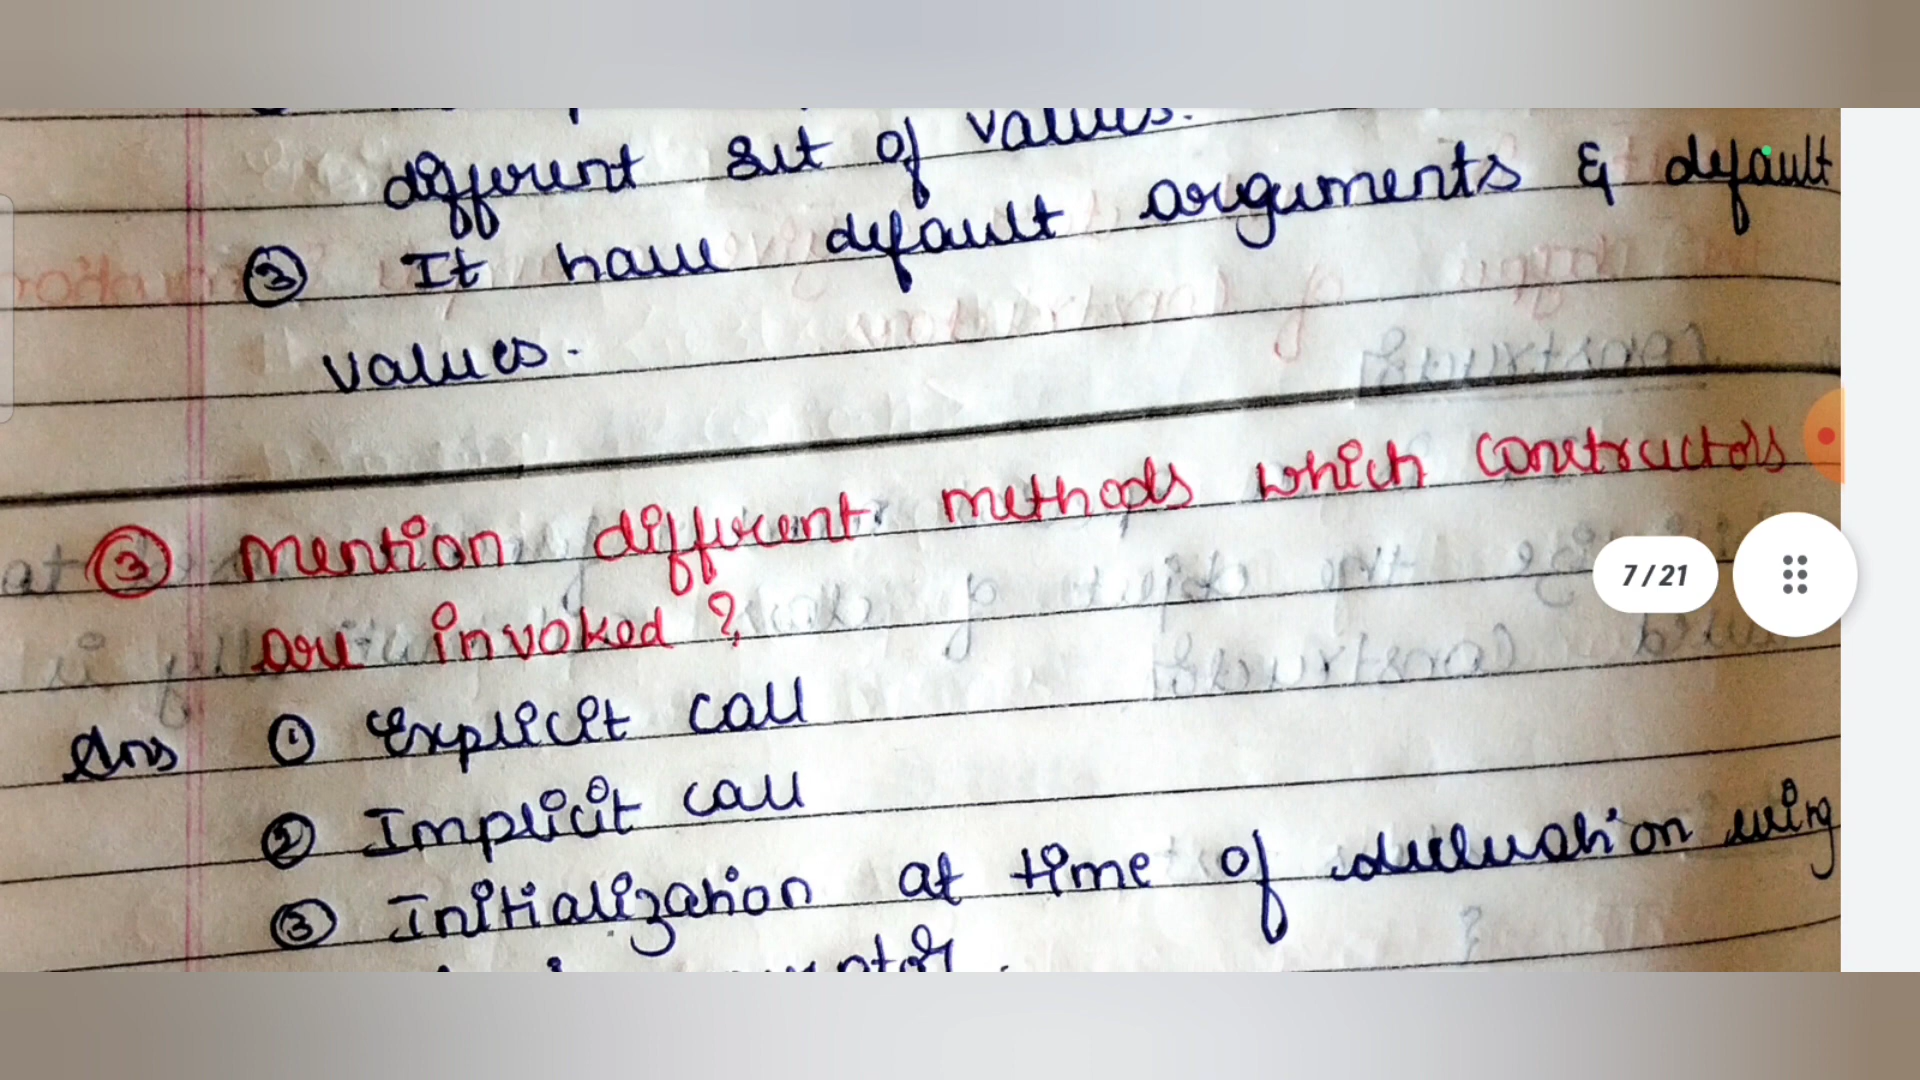 different set of values.
③ It have default arguments & default
values.
③ Mention different methods which constructors
are invoked ?
Ans ① Explicit call
② Implicit call
③ Initialization at time of declaration using
7/21